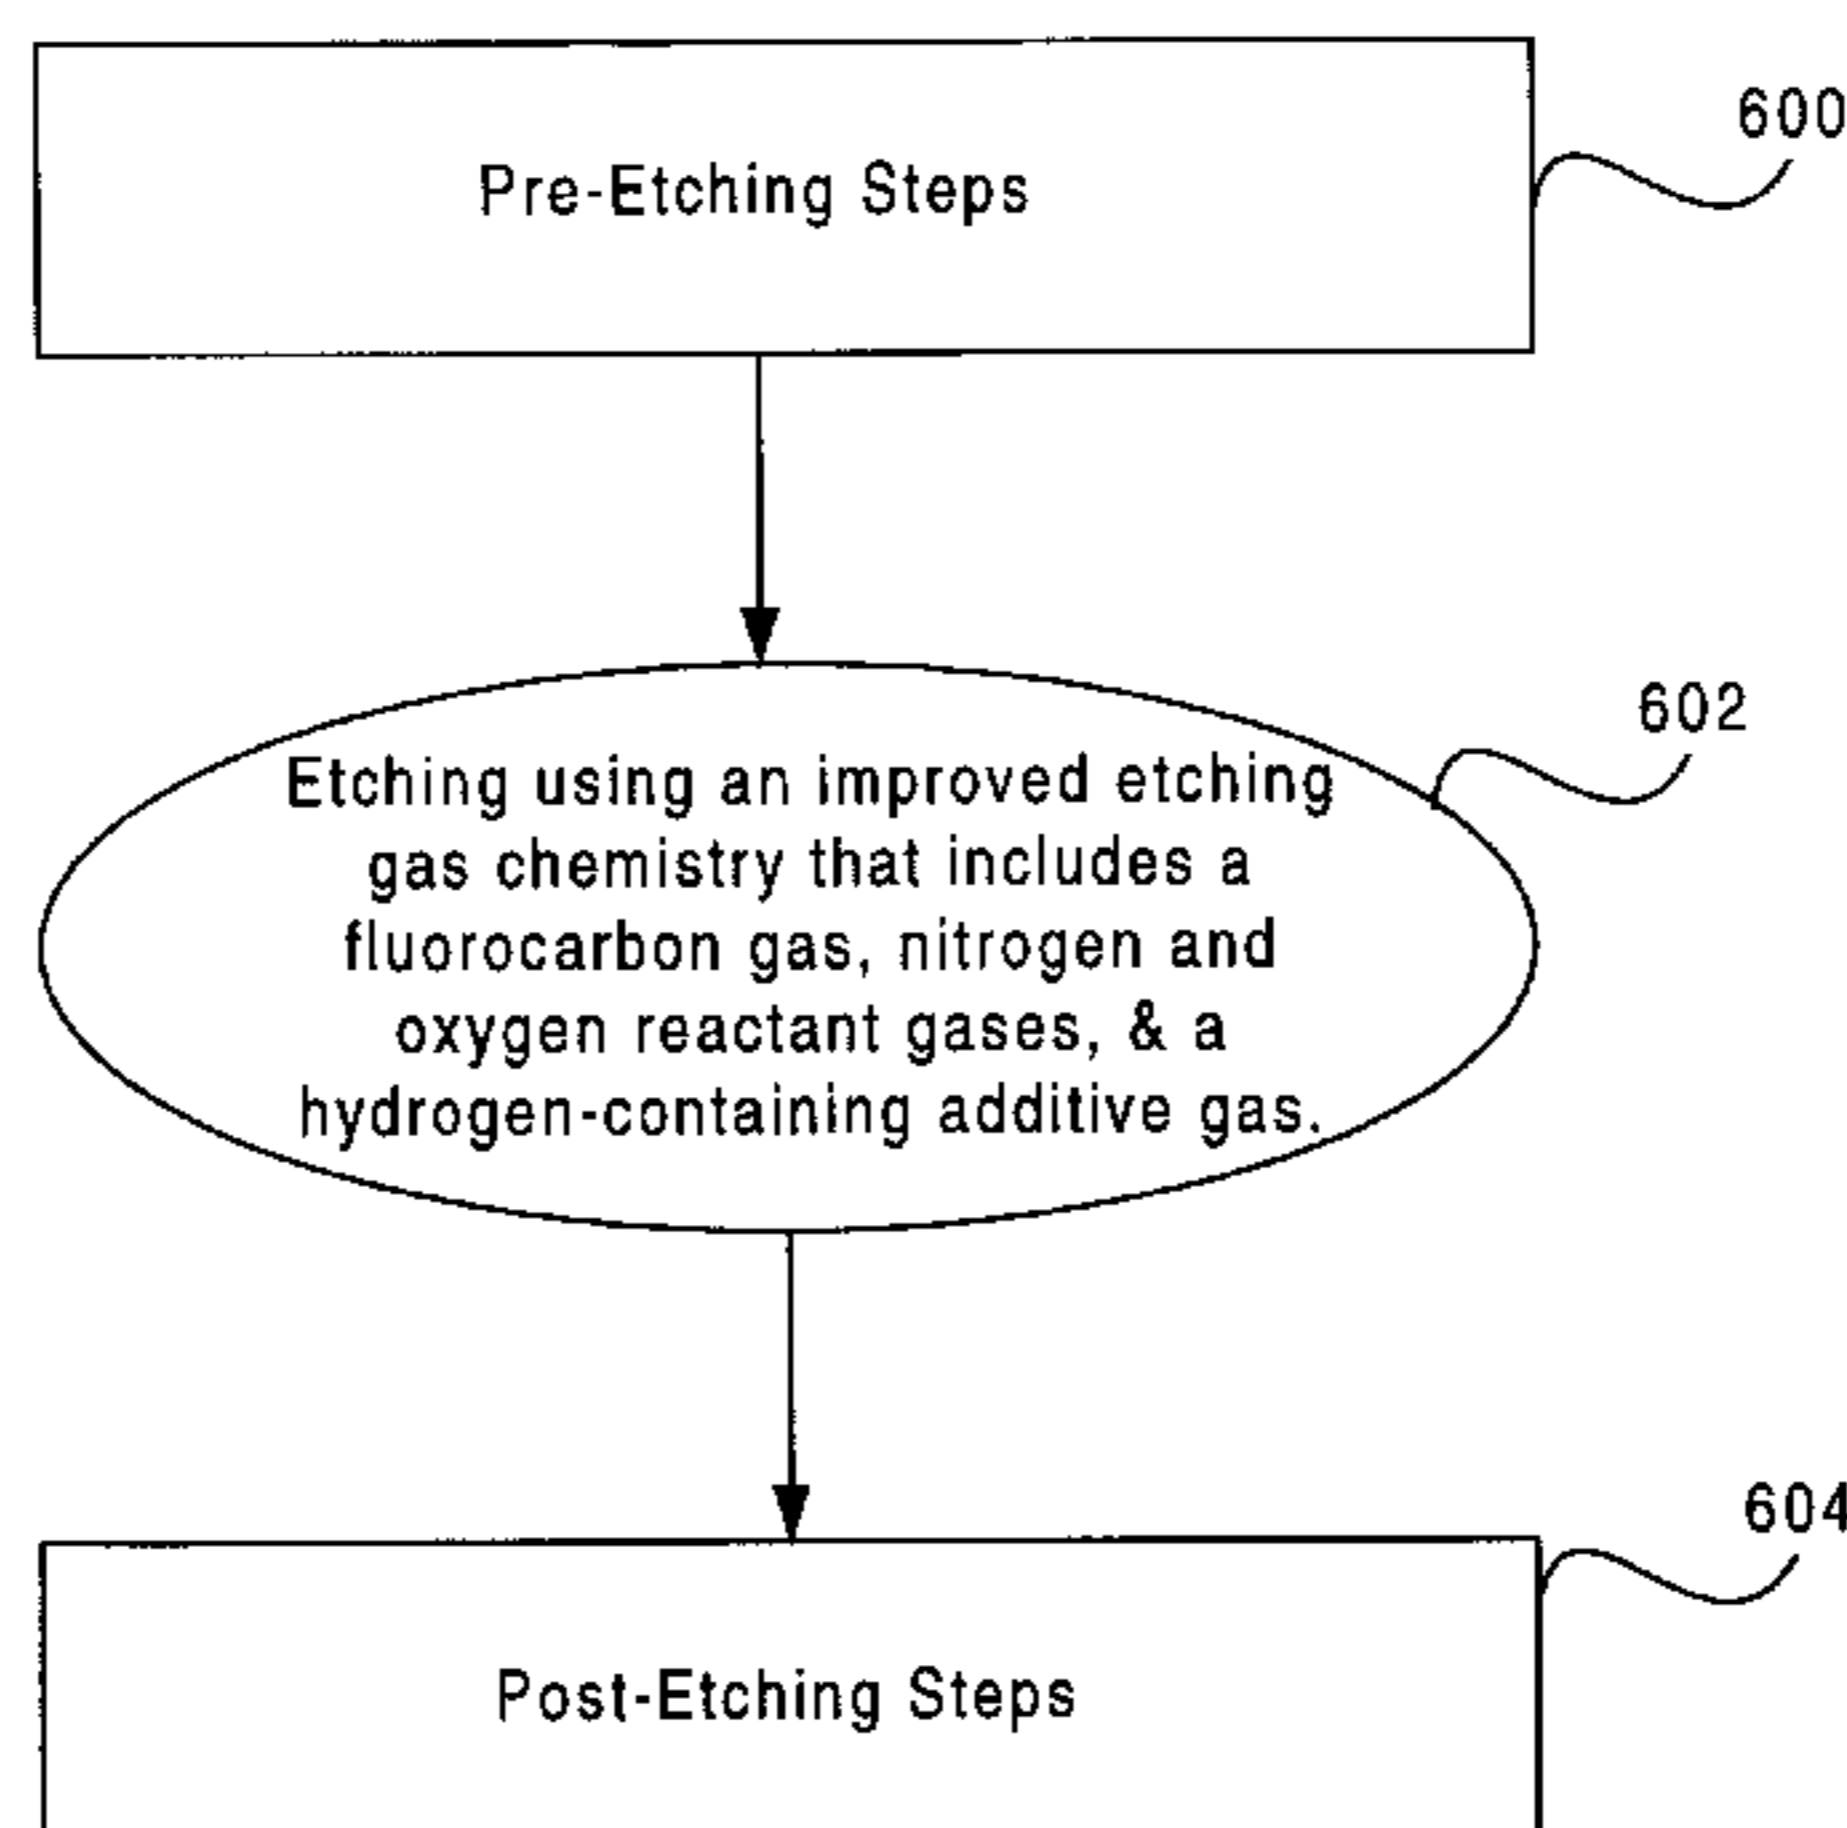 600
Pre-Etching Steps
602
Etching using an improved etching
gas chemistry that includes a
fluorocarbon gas, nitrogen and
oxygen reactant gases, & a
hydrogen-containing additive gas.
604
Post-Etching Steps